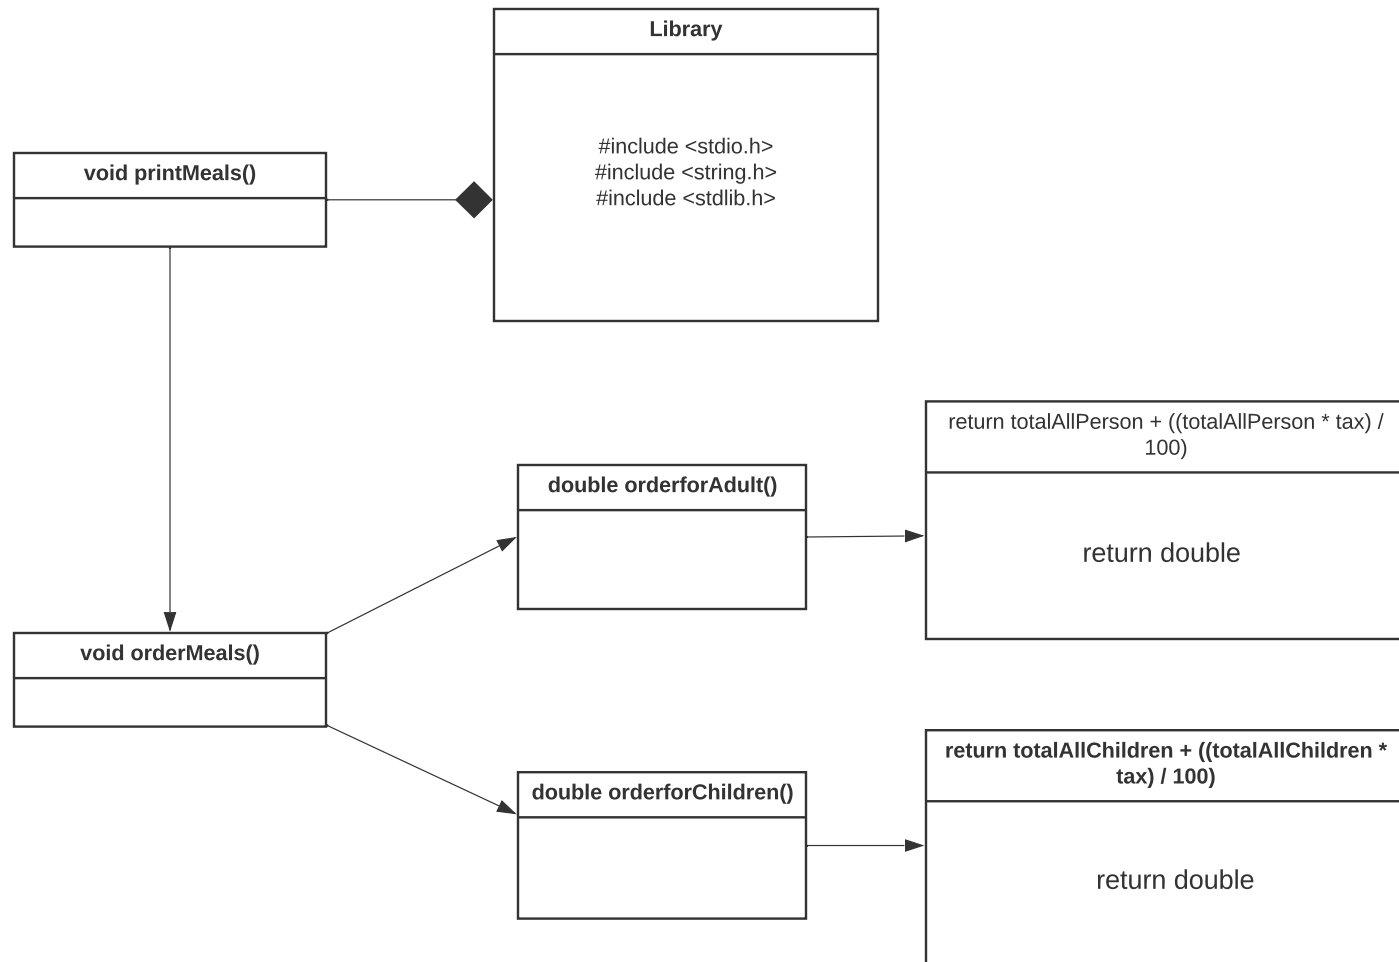 Library
#include <stdio.h>
#include <string.h>
#include <stdlib.h>
void printMeals()
return totalAllPerson + ((totalAllPerson * tax) /
100)
double orderforAdult()
return double
void orderMeals()
return totalAllChildren + ((totalAllChildren *
tax) / 100)
double orderforChildren()
return double